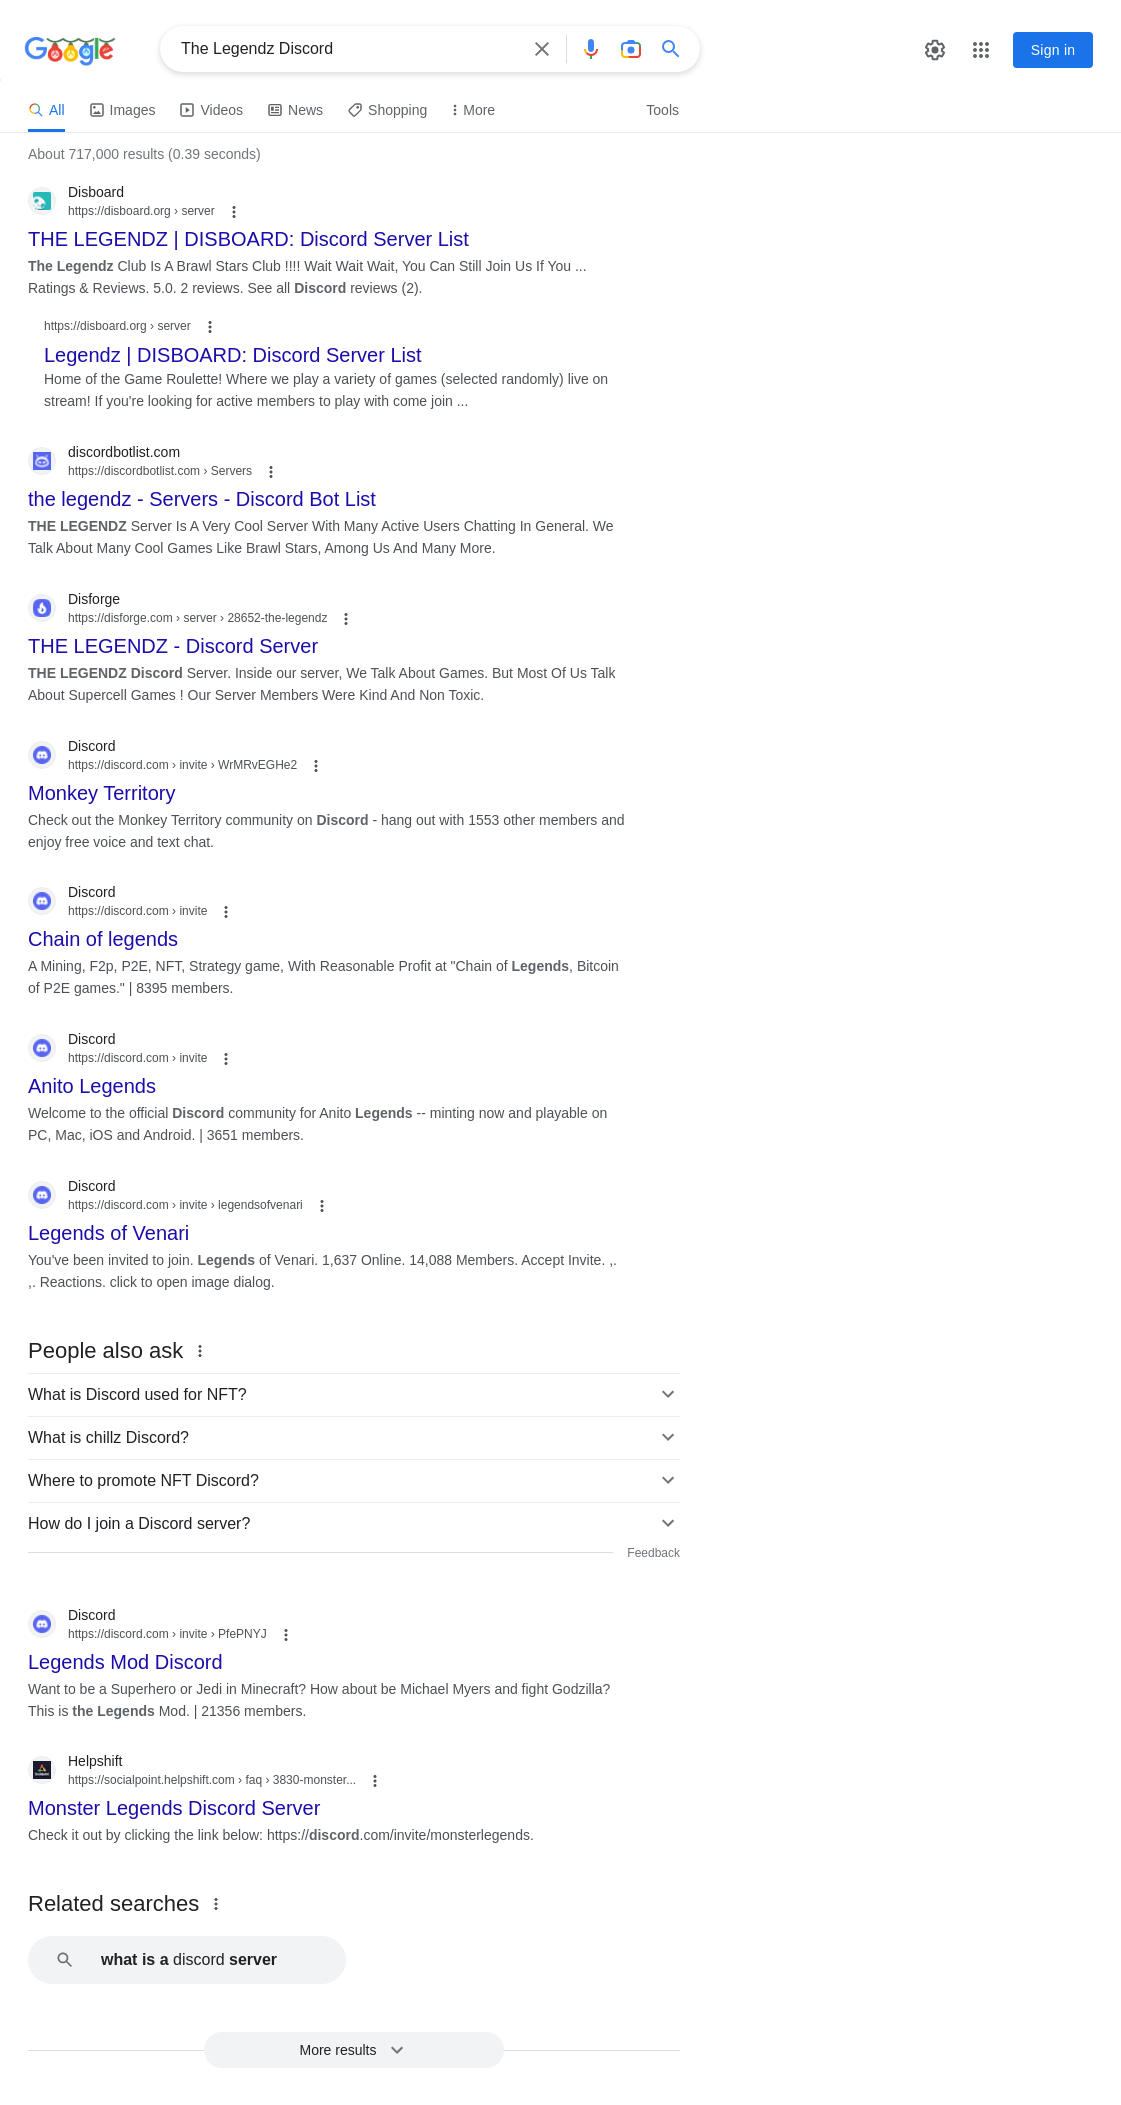 Google
The Legendz Discord
Sign in
All
Images
Videos
News
Shopping
More
Tools
About 717,000 results (0.39 seconds)
Disboard
https://disboard.org › server
THE LEGENDZ | DISBOARD: Discord Server List
The Legendz Club Is A Brawl Stars Club !!!! Wait Wait Wait, You Can Still Join Us If You ...
Ratings & Reviews. 5.0. 2 reviews. See all Discord reviews (2).
https://disboard.org › server
Legendz | DISBOARD: Discord Server List
Home of the Game Roulette! Where we play a variety of games (selected randomly) live on
stream! If you're looking for active members to play with come join ...
discordbotlist.com
https://discordbotlist.com › Servers
the legendz - Servers - Discord Bot List
THE LEGENDZ Server Is A Very Cool Server With Many Active Users Chatting In General. We
Talk About Many Cool Games Like Brawl Stars, Among Us And Many More.
Disforge
https://disforge.com › server › 28652-the-legendz
THE LEGENDZ - Discord Server
THE LEGENDZ Discord Server. Inside our server, We Talk About Games. But Most Of Us Talk
About Supercell Games ! Our Server Members Were Kind And Non Toxic.
Discord
https://discord.com › invite › WrMRvEGHe2
Monkey Territory
Check out the Monkey Territory community on Discord - hang out with 1553 other members and
enjoy free voice and text chat.
Discord
https://discord.com › invite
Chain of legends
A Mining, F2p, P2E, NFT, Strategy game, With Reasonable Profit at "Chain of Legends, Bitcoin
of P2E games." | 8395 members.
Discord
https://discord.com › invite
Anito Legends
Welcome to the official Discord community for Anito Legends -- minting now and playable on
PC, Mac, iOS and Android. | 3651 members.
Discord
https://discord.com › invite › legendsofvenari
Legends of Venari
You've been invited to join. Legends of Venari. 1,637 Online. 14,088 Members. Accept Invite. ,.
,. Reactions. click to open image dialog.
People also ask
What is Discord used for NFT?
What is chillz Discord?
Where to promote NFT Discord?
How do I join a Discord server?
Feedback
Discord
https://discord.com › invite › PfePNYJ
Legends Mod Discord
Want to be a Superhero or Jedi in Minecraft? How about be Michael Myers and fight Godzilla?
This is the Legends Mod. | 21356 members.
Helpshift
https://socialpoint.helpshift.com › faq › 3830-monster...
Monster Legends Discord Server
Check it out by clicking the link below: https://discord.com/invite/monsterlegends.
Related searches
what is a discord server
More results